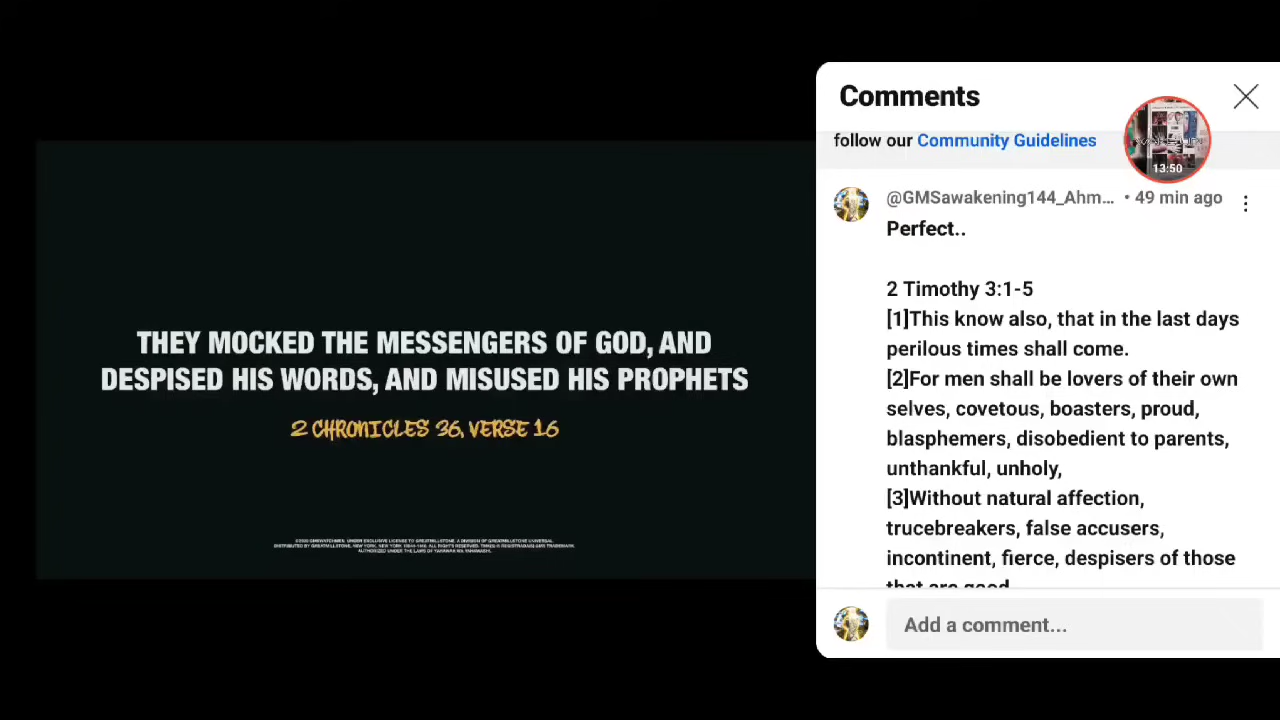 THEY MOCKED THE MESSENGERS OF GOD, AND
DESPISED HIS WORDS, AND MISUSED HIS PROPHETS
2 CHRONICLES 36, VERSE 16
Comments
follow our Community Guidelines
13:50
@GMSawakening144_Ahm... • 49 min ago
Perfect..
2 Timothy 3:1-5
[1]This know also, that in the last days
perilous times shall come.
[2]For men shall be lovers of their own
selves, covetous, boasters, proud,
blasphemers, disobedient to parents,
unthankful, unholy,
[3]Without natural affection,
trucebreakers, false accusers,
incontinent, fierce, despisers of those
that are good
Add a comment...